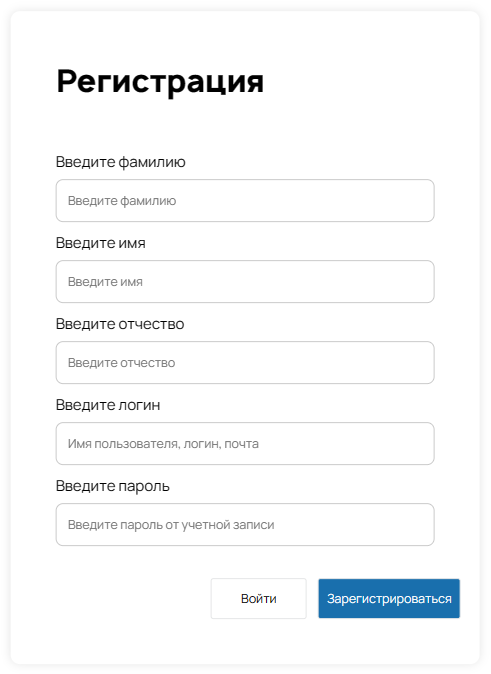 Регистрация
Введите фамилию
Введите фамилию
Введите имя
Введите имя
Введите отчество
Введите отчество
Введите логин
Имя пользователя, логин, почта
Введите пароль
Введите пароль от учетной записи
Войти Зарегистрироваться